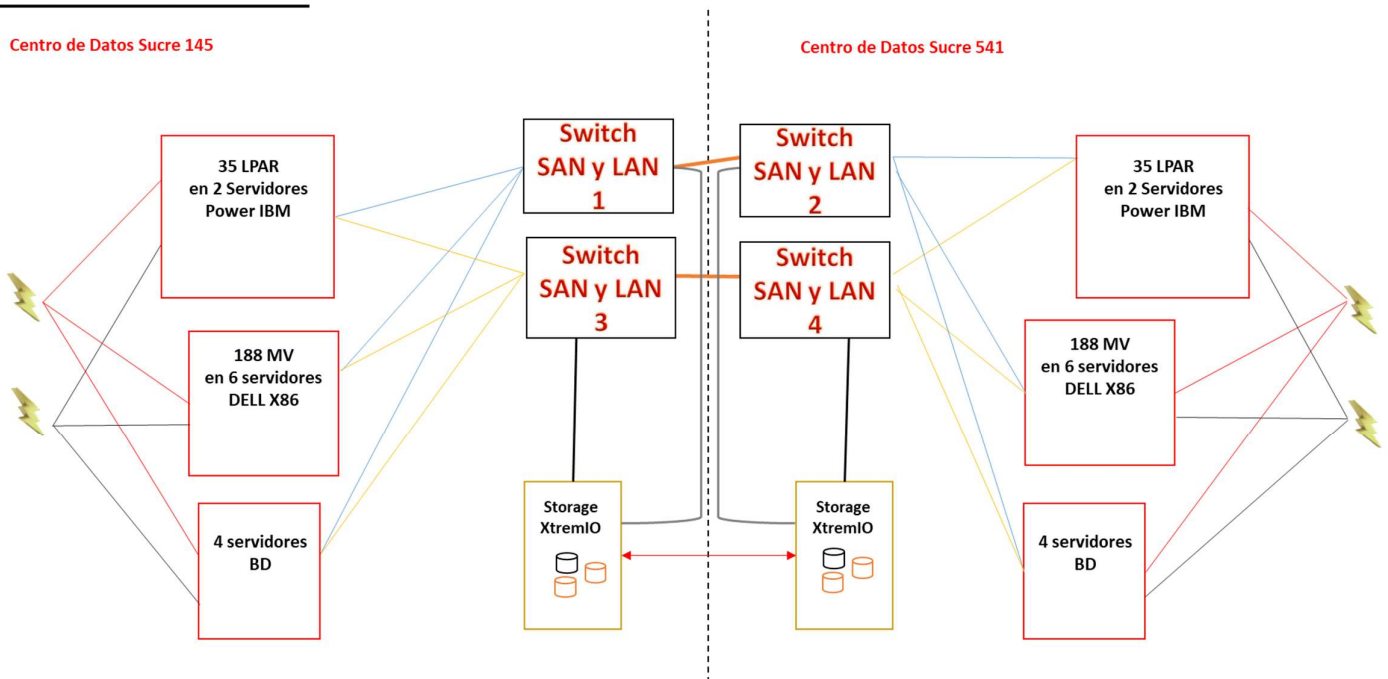 Centro de Datos Sucre 145
Centro de Datos Sucre 541
35 LPAR
en 2 Servidores
Power IBM
188 MV
en 6 servidores
DELL X86
4 servidores
BD
Switch
SAN y LAN
1
Switch
SAN y LAN
3
Storage
XtremIO
Switch
SAN y LAN
2
Switch
SAN y LAN
4
Storage
XtremIO
35 LPAR
en 2 Servidores
Power IBM
188 MV
en 6 servidores
DELL X86
4 servidores
BD